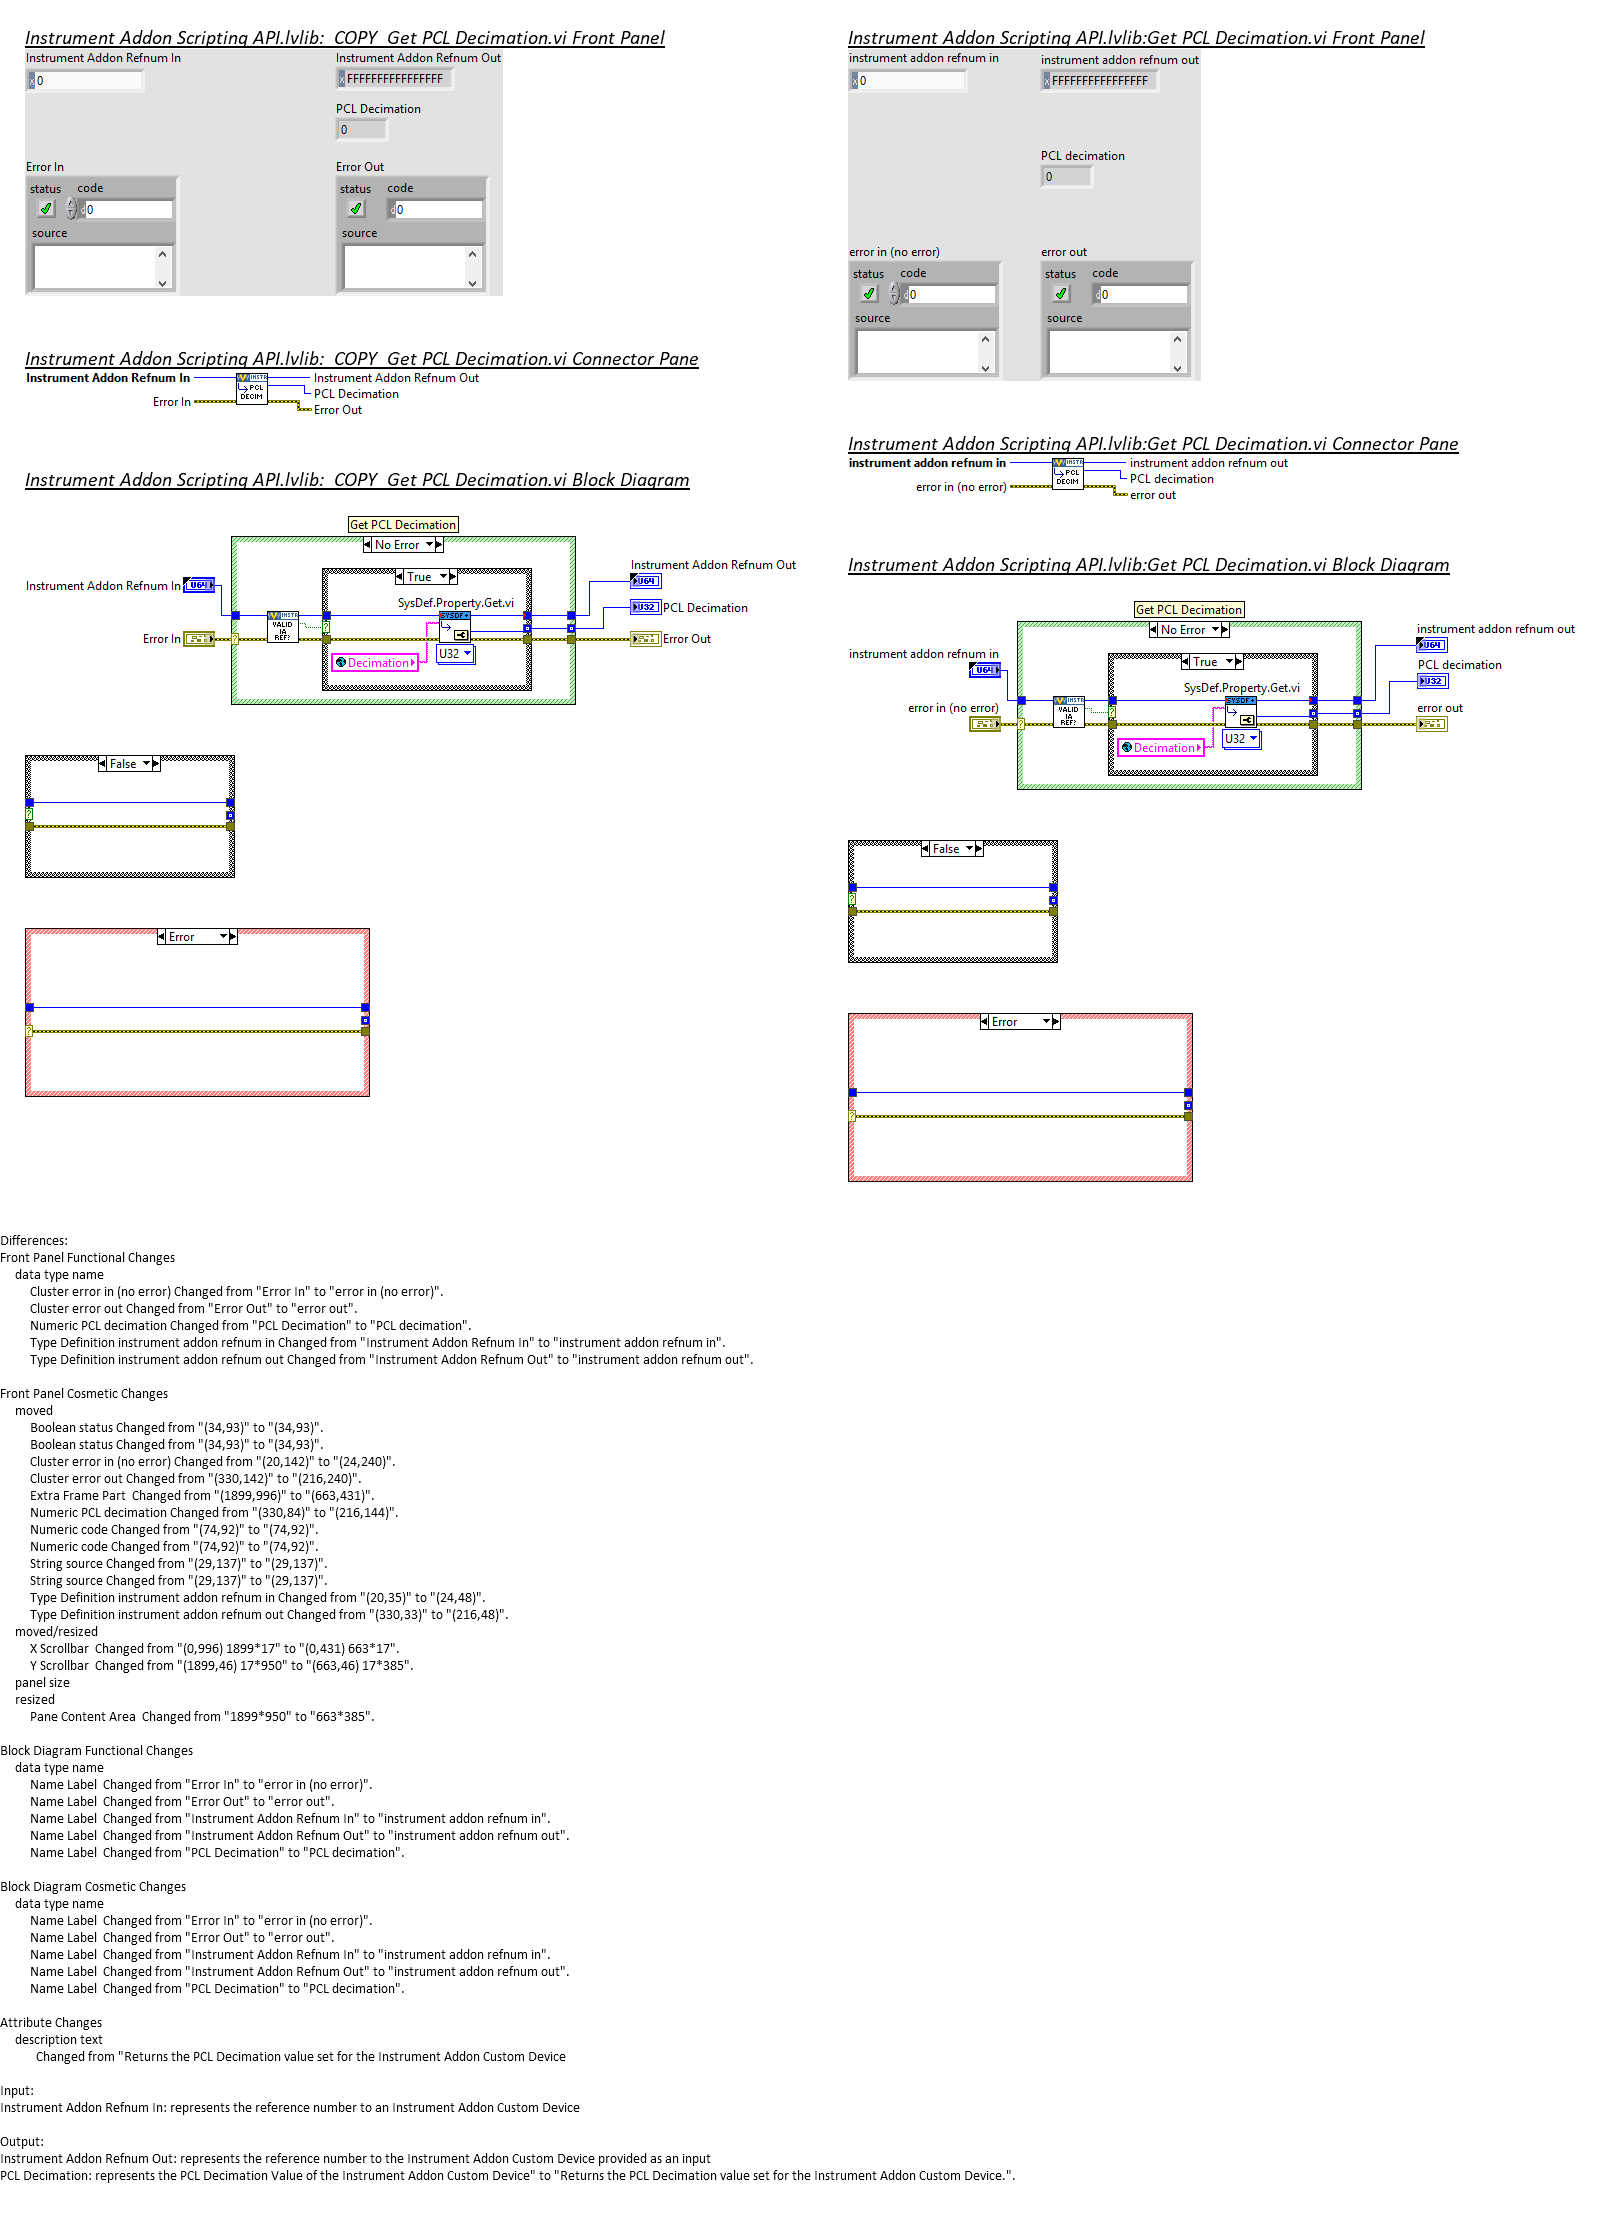 Instrument Addon Scripting API.lvlib:  COPY  Get PCL Decimation.vi Front Panel
Instrument Addon Refnum In
x 0
Instrument Addon Refnum Out
x FFFFFFFFFFFFFFFF
PCL Decimation
0
Error In
status code
d 0
source
Error Out
status code
d 0
source
Instrument Addon Scripting API.lvlib:  COPY  Get PCL Decimation.vi Connector Pane
Instrument Addon Refnum In
Error In
INSTR
PCL
DECIM
Instrument Addon Refnum Out
PCL Decimation
Error Out
Instrument Addon Scripting API.lvlib:  COPY  Get PCL Decimation.vi Block Diagram
Get PCL Decimation
No Error
True
Instrument Addon Refnum In
U64
Error In
INSTR
VALID
IA
REF?
?
?
SysDef.Property.Get.vi
SYSDF
Decimation
U32
Instrument Addon Refnum Out
U64
U32
PCL Decimation
Error Out
False
?
Error
?
Instrument Addon Scripting API.lvlib:Get PCL Decimation.vi Front Panel
instrument addon refnum in
x 0
instrument addon refnum out
x FFFFFFFFFFFFFFFF
PCL decimation
0
error in (no error)
status code
d 0
source
error out
status code
d 0
source
Instrument Addon Scripting API.lvlib:Get PCL Decimation.vi Connector Pane
instrument addon refnum in
error in (no error)
INSTR
PCL
DECIM
instrument addon refnum out
PCL decimation
error out
Instrument Addon Scripting API.lvlib:Get PCL Decimation.vi Block Diagram
Get PCL Decimation
No Error
True
instrument addon refnum in
U64
error in (no error)
INSTR
VALID
IA
REF?
?
?
SysDef.Property.Get.vi
SYSDF
Decimation
U32
instrument addon refnum out
U64
PCL decimation
U32
error out
False
?
Error
?
Differences:
Front Panel Functional Changes
data type name
Cluster error in (no error) Changed from "Error In" to "error in (no error)".
Cluster error out Changed from "Error Out" to "error out".
Numeric PCL decimation Changed from "PCL Decimation" to "PCL decimation".
Type Definition instrument addon refnum in Changed from "Instrument Addon Refnum In" to "instrument addon refnum in".
Type Definition instrument addon refnum out Changed from "Instrument Addon Refnum Out" to "instrument addon refnum out".
Front Panel Cosmetic Changes
moved
Boolean status Changed from "(34,93)" to "(34,93)".
Boolean status Changed from "(34,93)" to "(34,93)".
Cluster error in (no error) Changed from "(20,142)" to "(24,240)".
Cluster error out Changed from "(330,142)" to "(216,240)".
Extra Frame Part  Changed from "(1899,996)" to "(663,431)".
Numeric PCL decimation Changed from "(330,84)" to "(216,144)".
Numeric code Changed from "(74,92)" to "(74,92)".
Numeric code Changed from "(74,92)" to "(74,92)".
String source Changed from "(29,137)" to "(29,137)".
String source Changed from "(29,137)" to "(29,137)".
Type Definition instrument addon refnum in Changed from "(20,35)" to "(24,48)".
Type Definition instrument addon refnum out Changed from "(330,33)" to "(216,48)".
moved/resized
X Scrollbar  Changed from "(0,996) 1899*17" to "(0,431) 663*17".
Y Scrollbar  Changed from "(1899,46) 17*950" to "(663,46) 17*385".
panel size
resized
Pane Content Area  Changed from "1899*950" to "663*385".
Block Diagram Functional Changes
data type name
Name Label  Changed from "Error In" to "error in (no error)".
Name Label  Changed from "Error Out" to "error out".
Name Label  Changed from "Instrument Addon Refnum In" to "instrument addon refnum in".
Name Label  Changed from "Instrument Addon Refnum Out" to "instrument addon refnum out".
Name Label  Changed from "PCL Decimation" to "PCL decimation".
Block Diagram Cosmetic Changes
data type name
Name Label  Changed from "Error In" to "error in (no error)".
Name Label  Changed from "Error Out" to "error out".
Name Label  Changed from "Instrument Addon Refnum In" to "instrument addon refnum in".
Name Label  Changed from "Instrument Addon Refnum Out" to "instrument addon refnum out".
Name Label  Changed from "PCL Decimation" to "PCL decimation".
Attribute Changes
description text
Changed from "Returns the PCL Decimation value set for the Instrument Addon Custom Device
Input:
Instrument Addon Refnum In: represents the reference number to an Instrument Addon Custom Device
Output:
Instrument Addon Refnum Out: represents the reference number to the Instrument Addon Custom Device provided as an input
PCL Decimation: represents the PCL Decimation Value of the Instrument Addon Custom Device" to "Returns the PCL Decimation value set for the Instrument Addon Custom Device.".